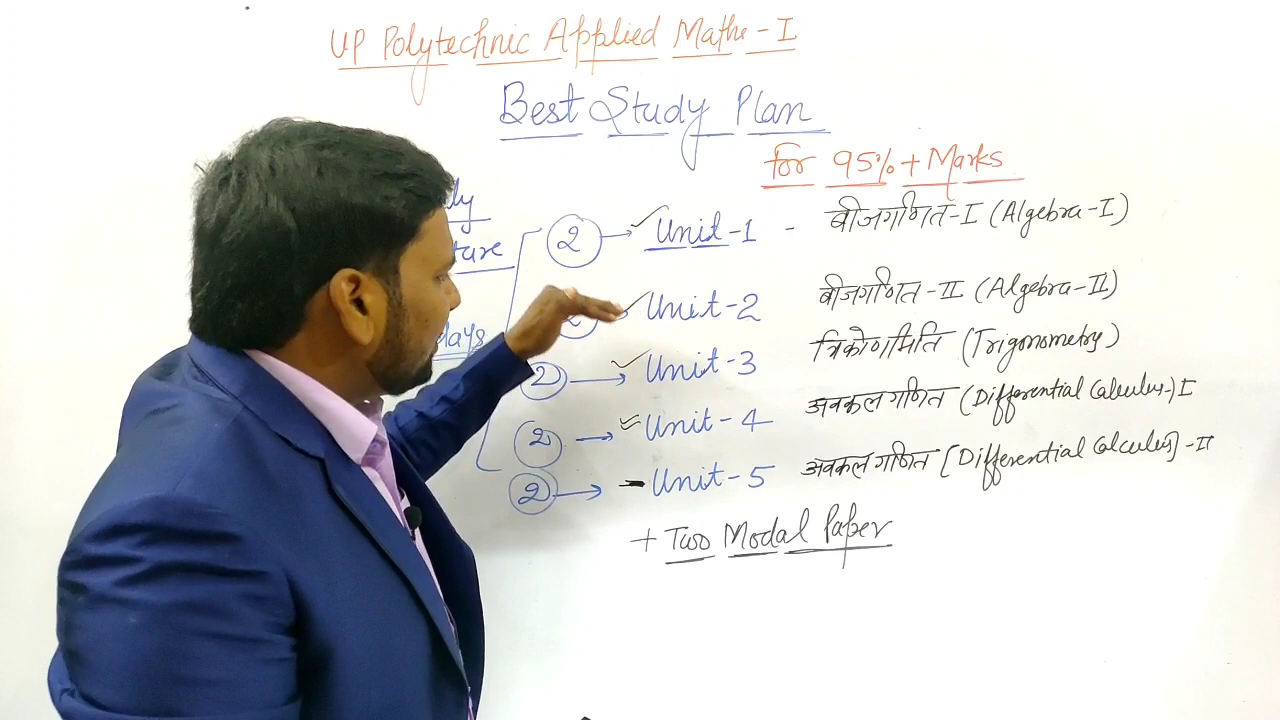 UP Polytechnic Applied Mathe-I
Best Study Plan
for 95%+ Marks
② → Unit-1 - बीजगणित-I (Algebra-I)
Unit-2 बीजगणित-II (Algebra-II)
② → Unit-3 त्रिकोणमिति (Trigonometry)
② → Unit-4 अवकल गणित (Differential Calculus-) I
② → Unit-5 अवकल गणित [Differential Calculus] -II
+ Two Modal Paper
days